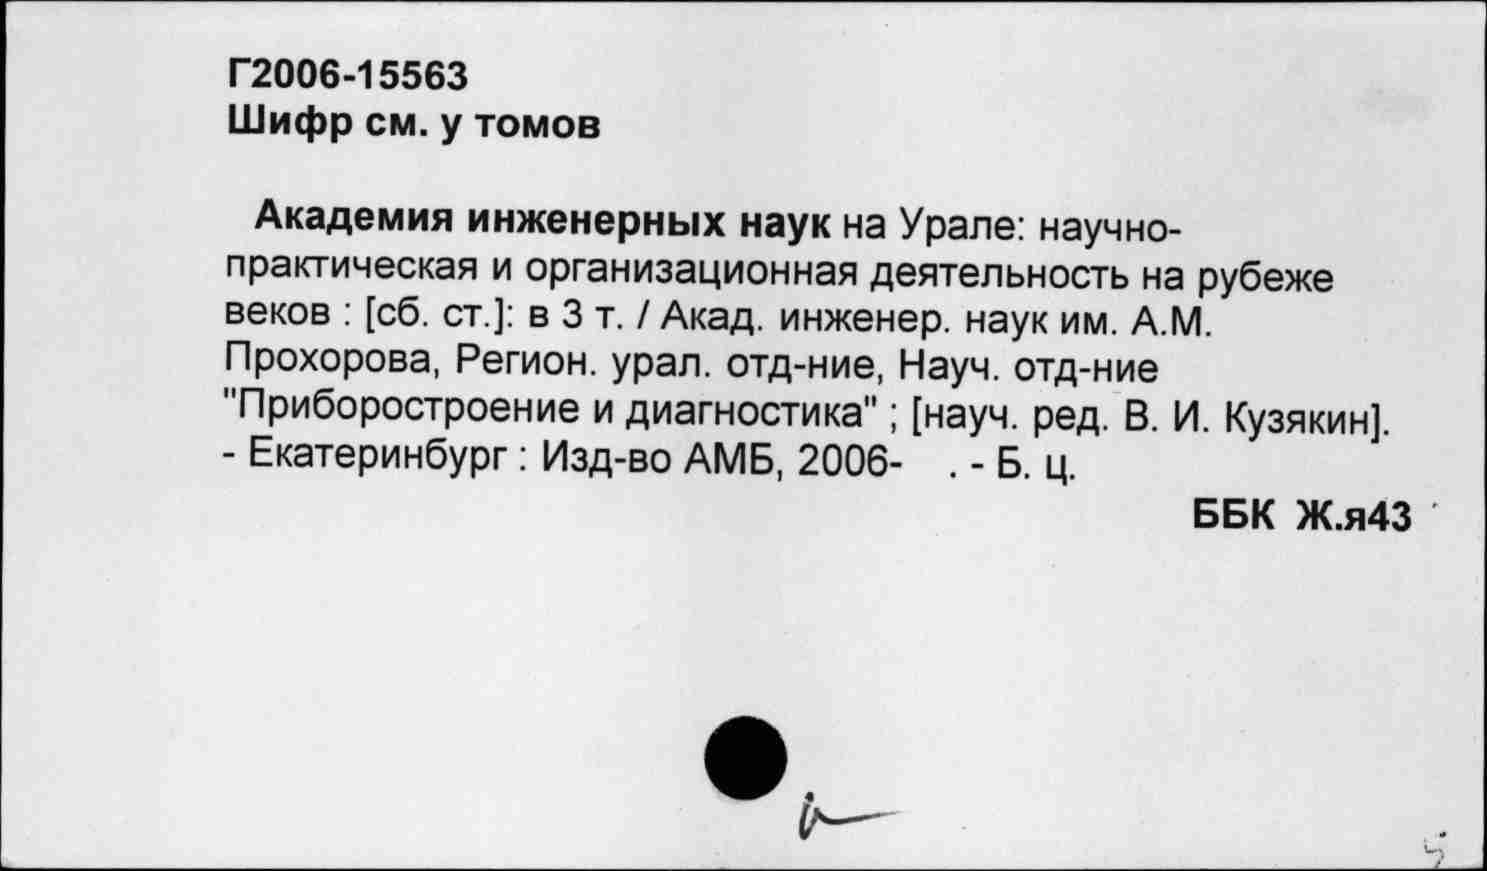 Г2006-15563
Шифр см. у томов
Академия инженерных наук на Урале: научно-
практическая и организационная деятельность на рубеже
веков : [сб. ст.]: в 3 т. / Акад. инженер. наук им. А.М.
Прохорова, Регион. урал. отд-ние, Науч. отд-ние
"Приборостроение и диагностика" ; [науч. ред. В. И. Кузякин].
- Екатеринбург : Изд-во АМБ, 2006-   . - Б. ц.
ББК Ж.я43